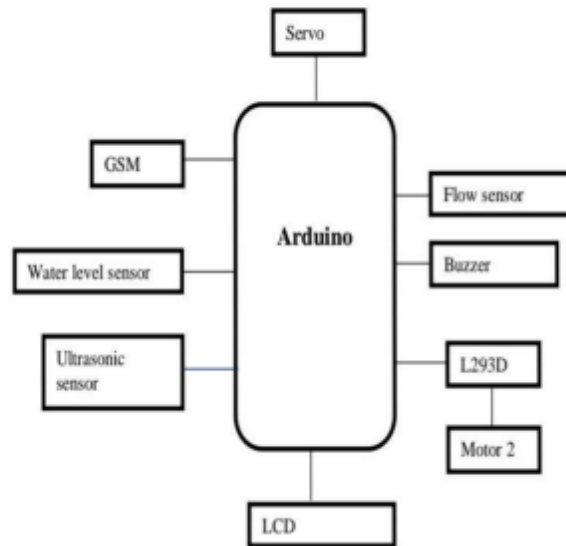 Servo
GSM
Arduino
Flow sensor
Water level sensor
Buzzer
Ultrasonic
sensor
L293D
Motor 2
LCD